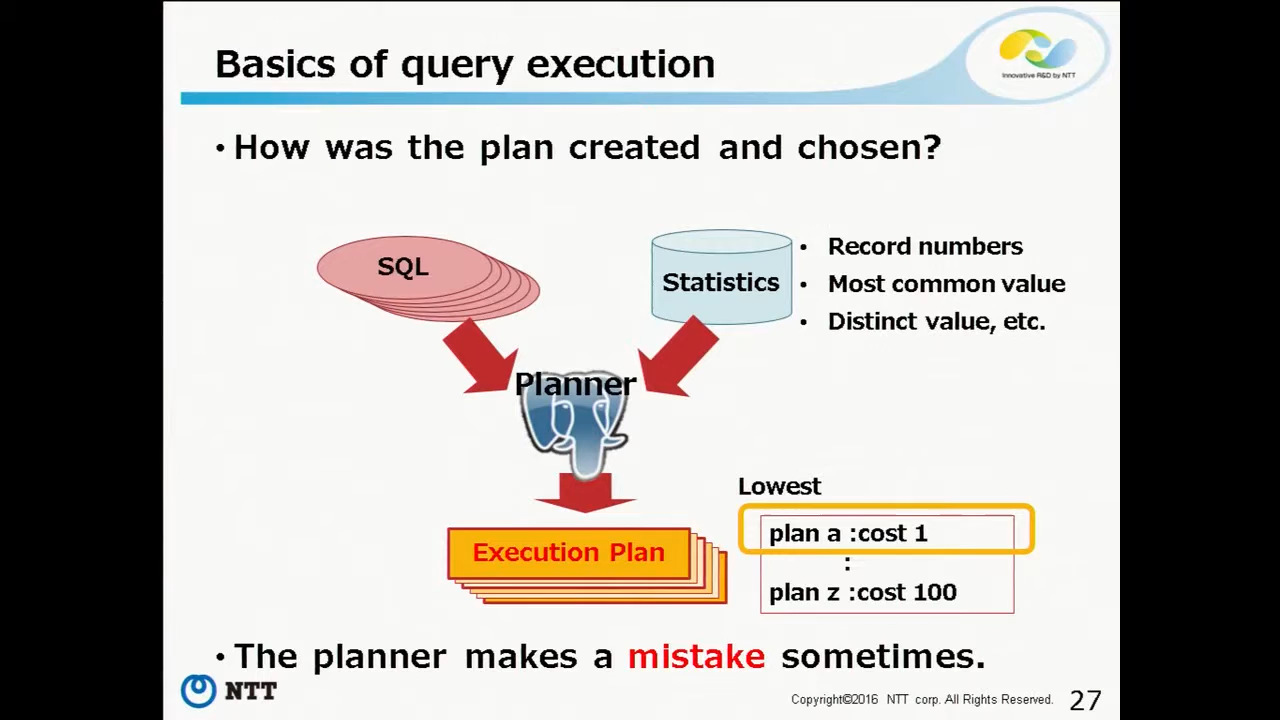 Basics of query execution
Innovative R&D by NTT
• How was the plan created and chosen?
SQL
Statistics
• Record numbers
• Most common value
• Distinct value, etc.
Planner
Lowest
plan a :cost 1
:
plan z :cost 100
Execution Plan
• The planner makes a mistake sometimes.
NTT
Copyright©2016 NTT corp. All Rights Reserved.
27